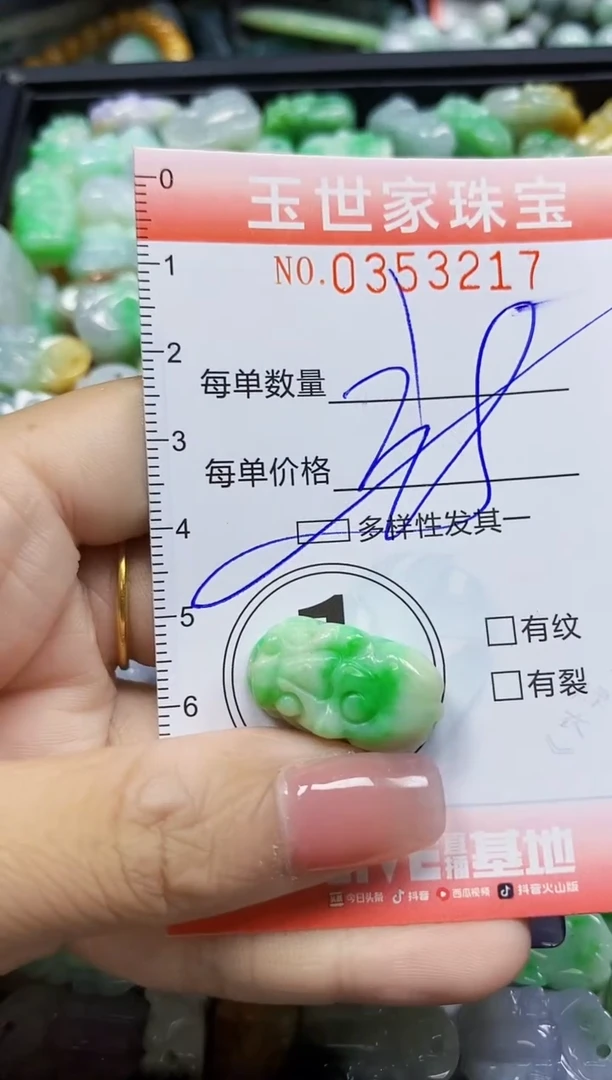 0
玉世家珠宝
1
NO.0353217
2
每单数量
3
每单价格
4
多样性发其一
5
1
□有纹
6
□有裂
基地
今日头条 抖音 西瓜视频 抖音火山版